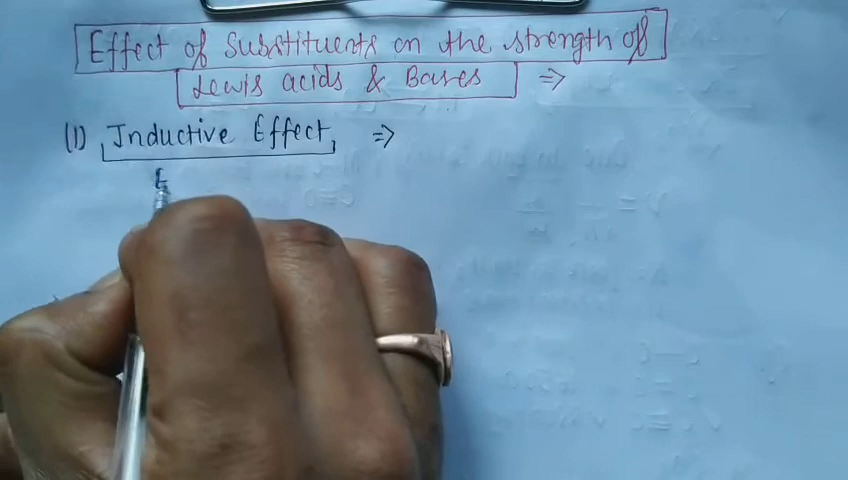 Effect of Substituents on the strength of
Lewis acids & Bases ⇒
(1) Inductive Effect, ⇒